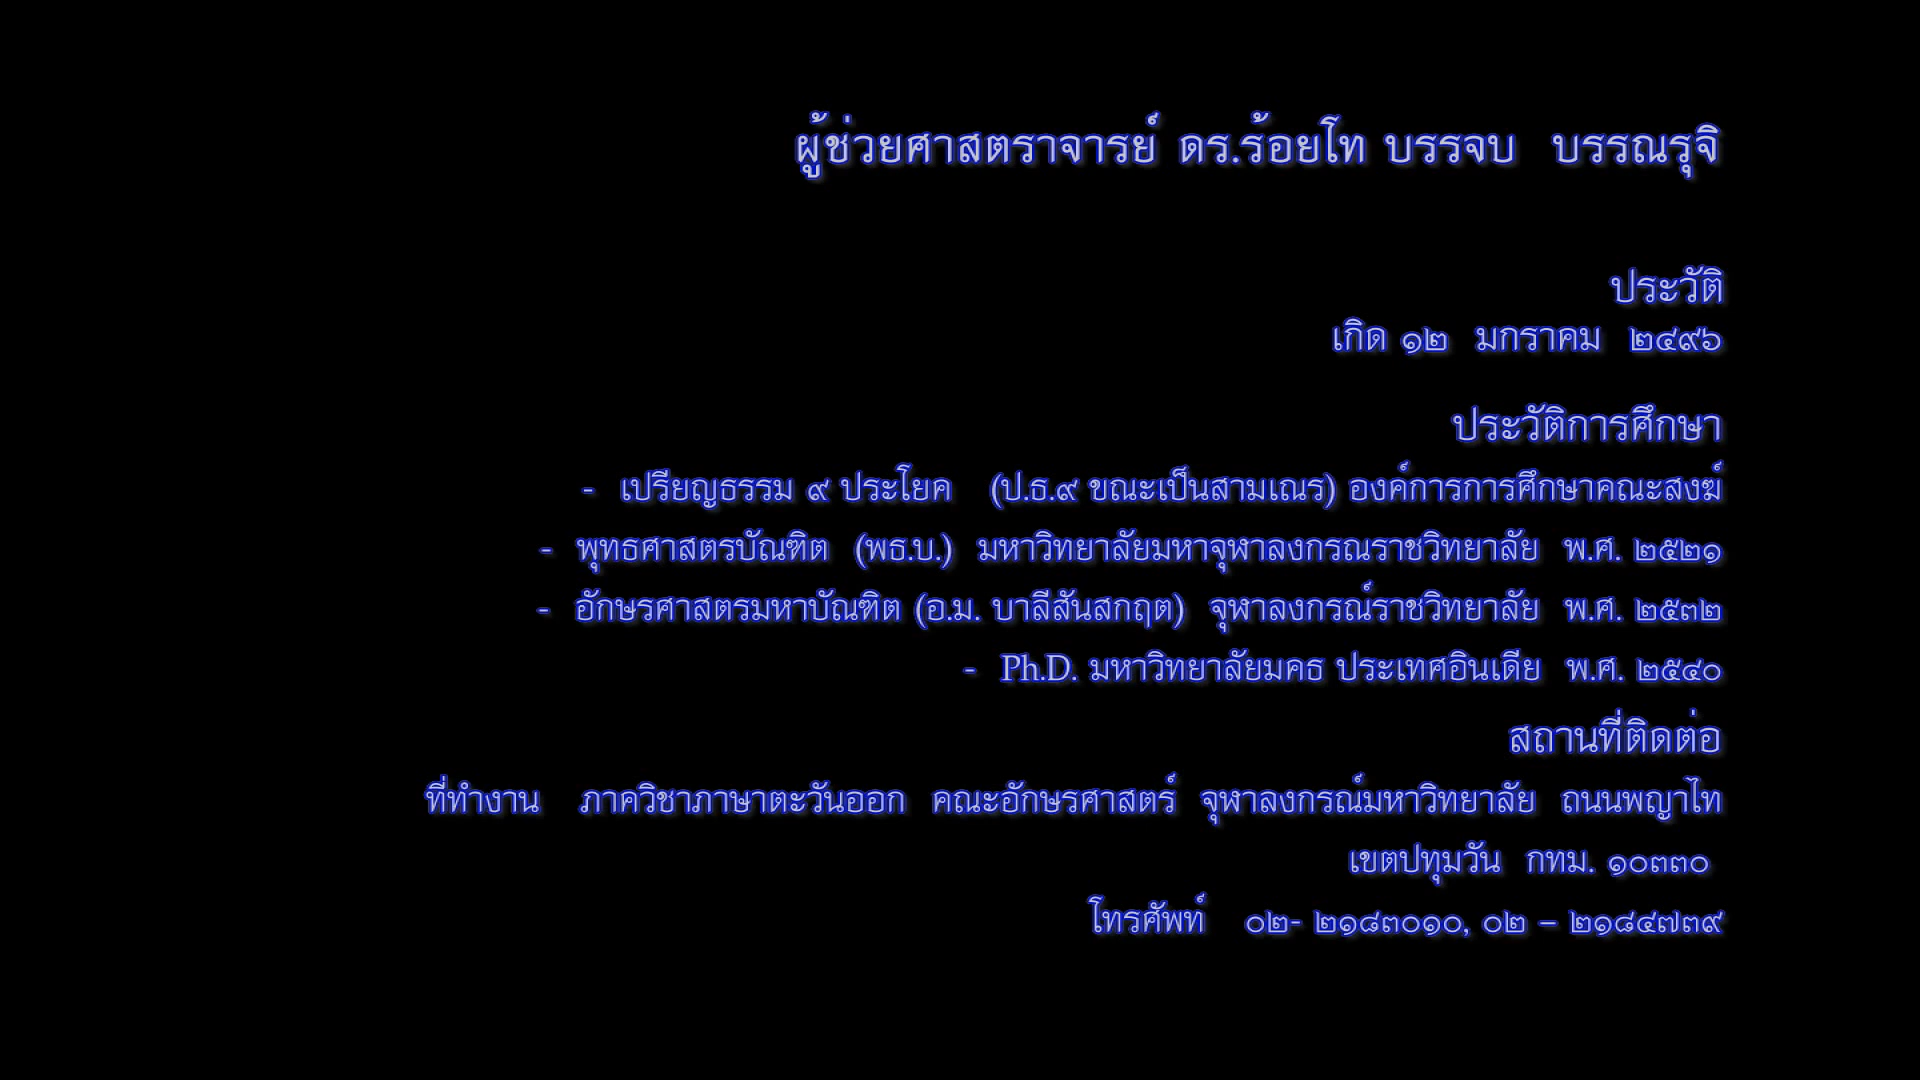 ผู้ช่วยศาสตราจารย์ ดร.ร้อยโท บรรจบ บรรณรุจิ
ประวัติ
เกิด ๑๒ มกราคม ๒๔๙๖
ประวัติการศึกษา
- เปรียญธรรม ๙ ประโยค (ป.ธ.๙ ขณะเป็นสามเณร) องค์การการศึกษาคณะสงฆ์
- พุทธศาสตรบัณฑิต (พธ.บ.) มหาวิทยาลัยมหาจุฬาลงกรณราชวิทยาลัย พ.ศ. ๒๕๒๑
- อักษรศาสตรมหาบัณฑิต (อ.ม. บาลีสันสกฤต) จุฬาลงกรณ์ราชวิทยาลัย พ.ศ. ๒๕๓๒
- Ph.D. มหาวิทยาลัยมคธ ประเทศอินเดีย พ.ศ. ๒๕๔๐
สถานที่ติดต่อ
ที่ทำงาน ภาควิชาภาษาตะวันออก คณะอักษรศาสตร์ จุฬาลงกรณ์มหาวิทยาลัย ถนนพญาไท
เขตปทุมวัน กทม. ๑๐๓๓๐
โทรศัพท์ ๐๒- ๒๑๘๓๐๑๐, ๐๒ – ๒๑๘๔๗๓๙